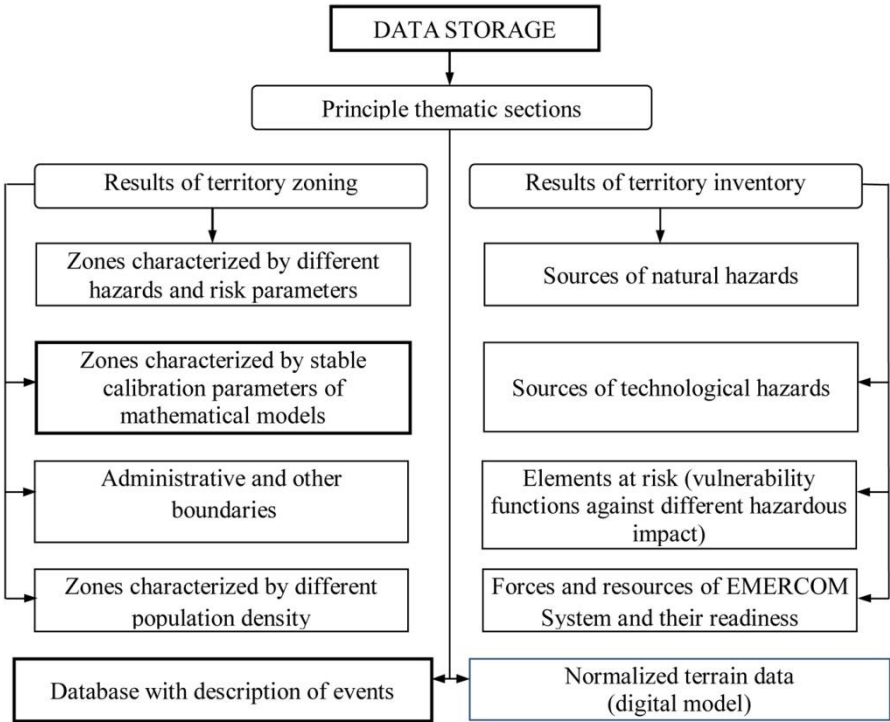 DATA STORAGE
Principle thematic sections
Results of territory zoning
Zones characterized by different
hazards and risk parameters
Zones characterized by stable
calibration parameters of
mathematical models
Administrative and other
boundaries
Zones characterized by different
population density
Results of territory inventory
Sources of natural hazards
Sources of technological hazards
Elements at risk (vulnerability
functions against different hazardous
impact)
Forces and resources of EMERCOM
System and their readiness
Database with description of events
Normalized terrain data
(digital model)